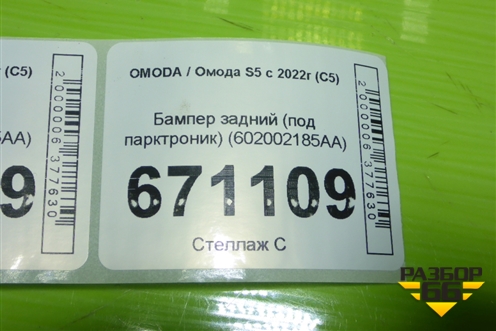 (C5)
5AA)
9
2000006377630
OMODA / Омода S5 с 2022г (C5)
Бампер задний (под
парктроник) (602002185AA)
671109
Стеллаж С
2000006377630
РАЗБОР
66